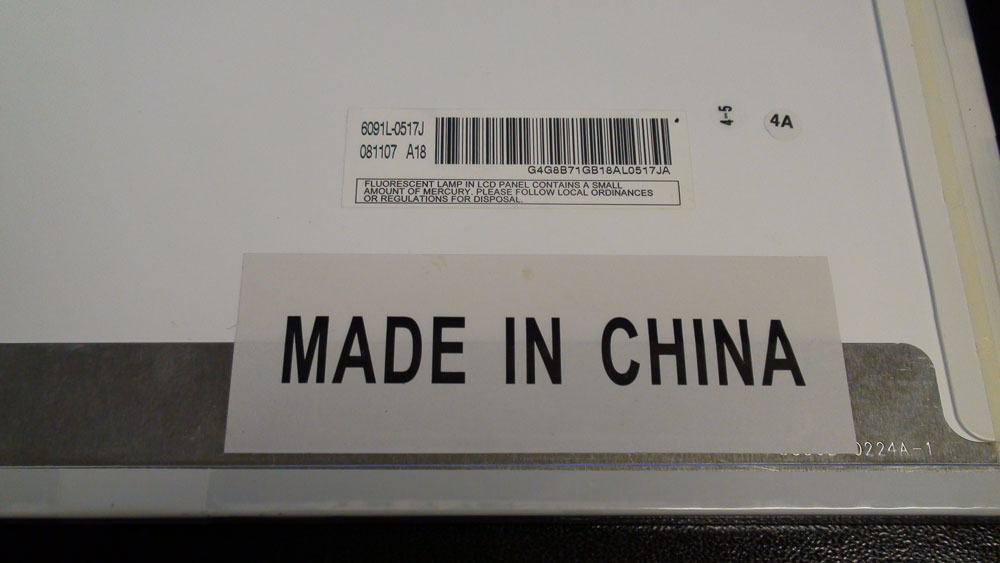 6091L-0517J
081107 A18
G4G8B71GB18AL0517JA
FLUORESCENT LAMP IN LCD PANEL CONTAINS A SMALL
AMOUNT OF MERCURY. PLEASE FOLLOW LOCAL ORDINANCES
OR REGULATIONS FOR DISPOSAL.
4-5
4A
MADE IN CHINA
0224A-1